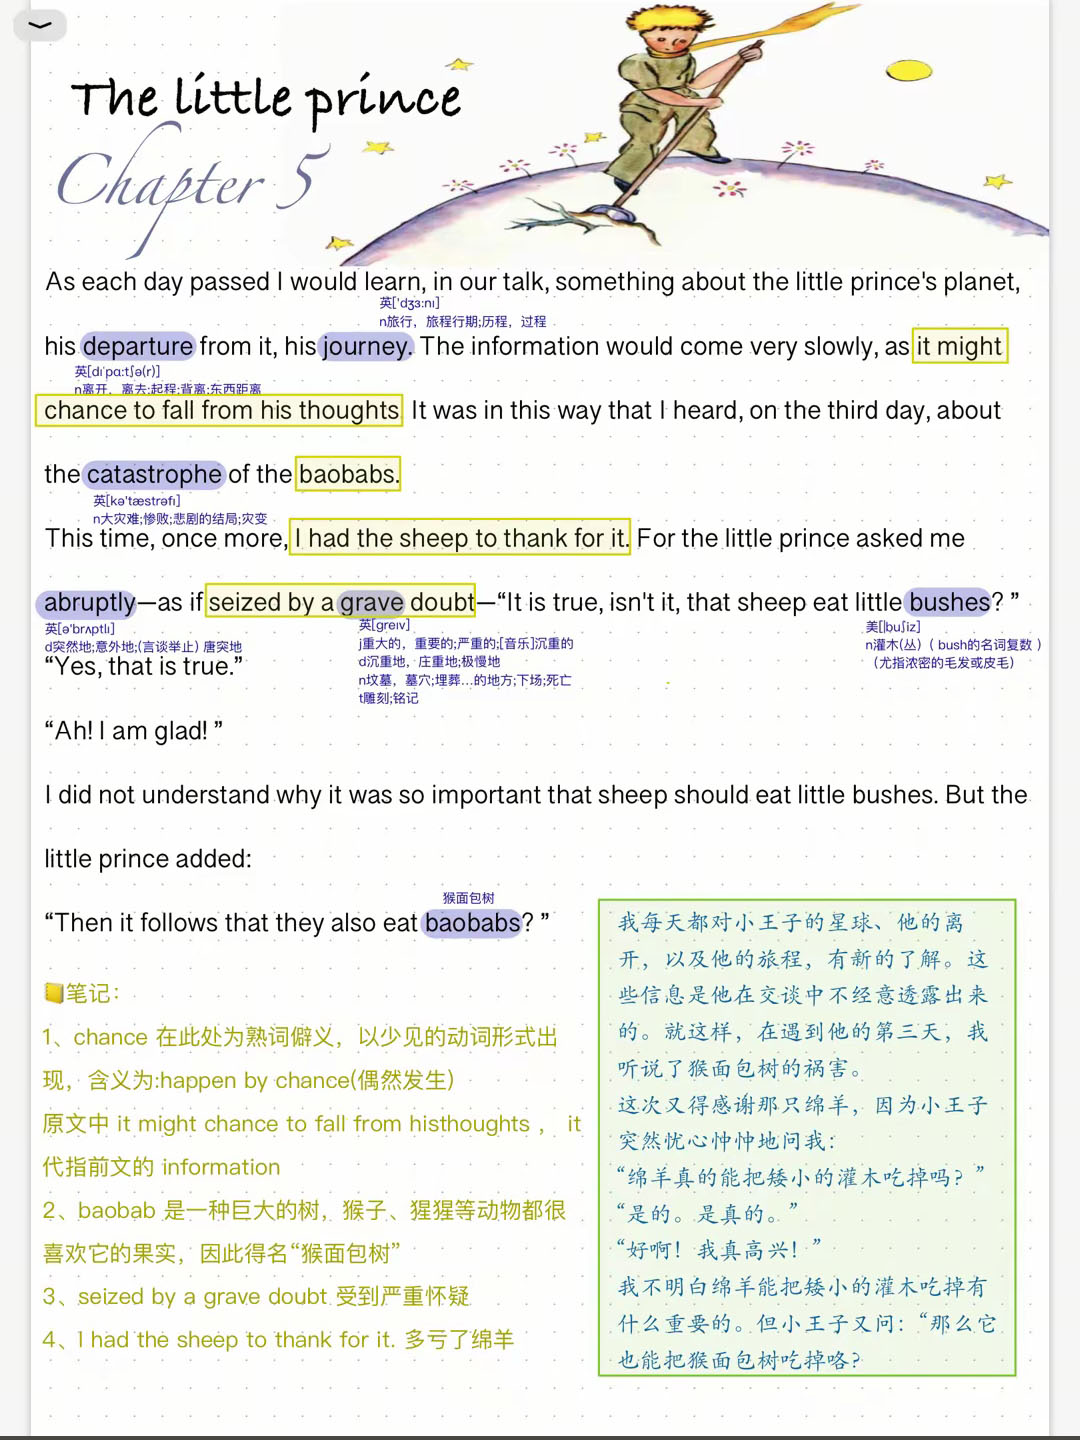 The little prince
Chapter 5
As each day passed I would learn, in our talk, something about the little prince's planet,
英['dʒɜ:nɪ]
n旅行，旅程行期;历程，过程
his departure from it, his journey. The information would come very slowly, as it might
英[dɪˈpɑ:tʃə(r)]
n离开，离去;起程;背离;东西距离
chance to fall from his thoughts. It was in this way that I heard, on the third day, about
the catastrophe of the baobabs.
英[kə'tæstrəfɪ]
n大灾难;惨败;悲剧的结局;灾变
This time, once more, I had the sheep to thank for it. For the little prince asked me
abruptly—as if seized by a grave doubt—“It is true, isn't it, that sheep eat little bushes? ”
英[ə'brʌptlɪ]
d突然地;意外地;(言谈举止) 唐突地
英[greɪv]
j重大的，重要的;严重的;[音乐]沉重的
d沉重地，庄重地;极慢地
n坟墓，墓穴;埋葬…的地方;下场;死亡
t雕刻;铭记
美[|buʃiz]
n灌木(丛)（ bush的名词复数 ）
（尤指浓密的毛发或皮毛）
“Yes, that is true.”
“Ah! I am glad! ”
I did not understand why it was so important that sheep should eat little bushes. But the
little prince added:
猴面包树
“Then it follows that they also eat baobabs? ”
笔记：
1、chance 在此处为熟词僻义，以少见的动词形式出
现，含义为:happen by chance(偶然发生)
原文中 it might chance to fall from histhoughts ， it
代指前文的 information
2、baobab 是一种巨大的树，猴子、猩猩等动物都很
喜欢它的果实，因此得名“猴面包树”
3、seized by a grave doubt 受到严重怀疑
4、I had the sheep to thank for it. 多亏了绵羊
我每天都对小王子的星球、他的离
开，以及他的旅程，有新的了解。这
些信息是他在交谈中不经意透露出来
的。就这样，在遇到他的第三天，我
听说了猴面包树的祸害。
这次又得感谢那只绵羊，因为小王子
突然忧心忡忡地问我：
“绵羊真的能把矮小的灌木吃掉吗？”
“是的。是真的。”
“好啊！我真高兴！”
我不明白绵羊能把矮小的灌木吃掉有
什么重要的。但小王子又问：“那么它
也能把猴面包树吃掉咯？